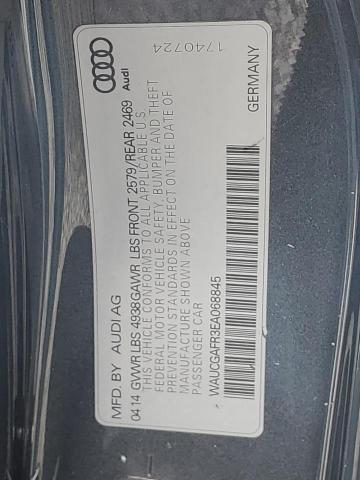 MFD. BY AUDI AG
Audi
04 14 GVWR LBS 4938GAWR LBS FRONT 2579/REAR 2469
THIS VEHICLE CONFORMS TO ALL APPLICABLE U.S.
FEDERAL MOTOR VEHICLE SAFETY, BUMPER AND THEFT
PREVENTION STANDARDS IN EFFECT ON THE DATE OF
MANUFACTURE SHOWN ABOVE
PASSENGER CAR
WAUCGAFR3EA068845
GERMANY
1740724